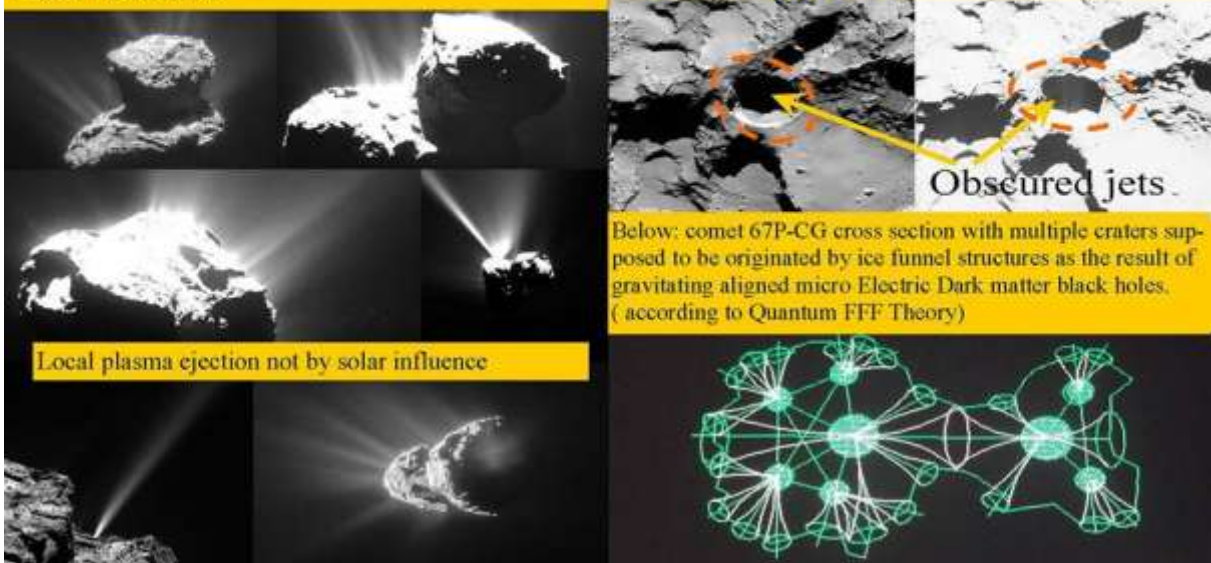 Local plasma ejection not by solar influence
Obscured jets
Below: comet 67P-CG cross section with multiple craters sup-
posed to be originated by ice funnel structures as the result of
gravitating aligned micro Electric Dark matter black holes.
( according to Quantum FFF Theory)